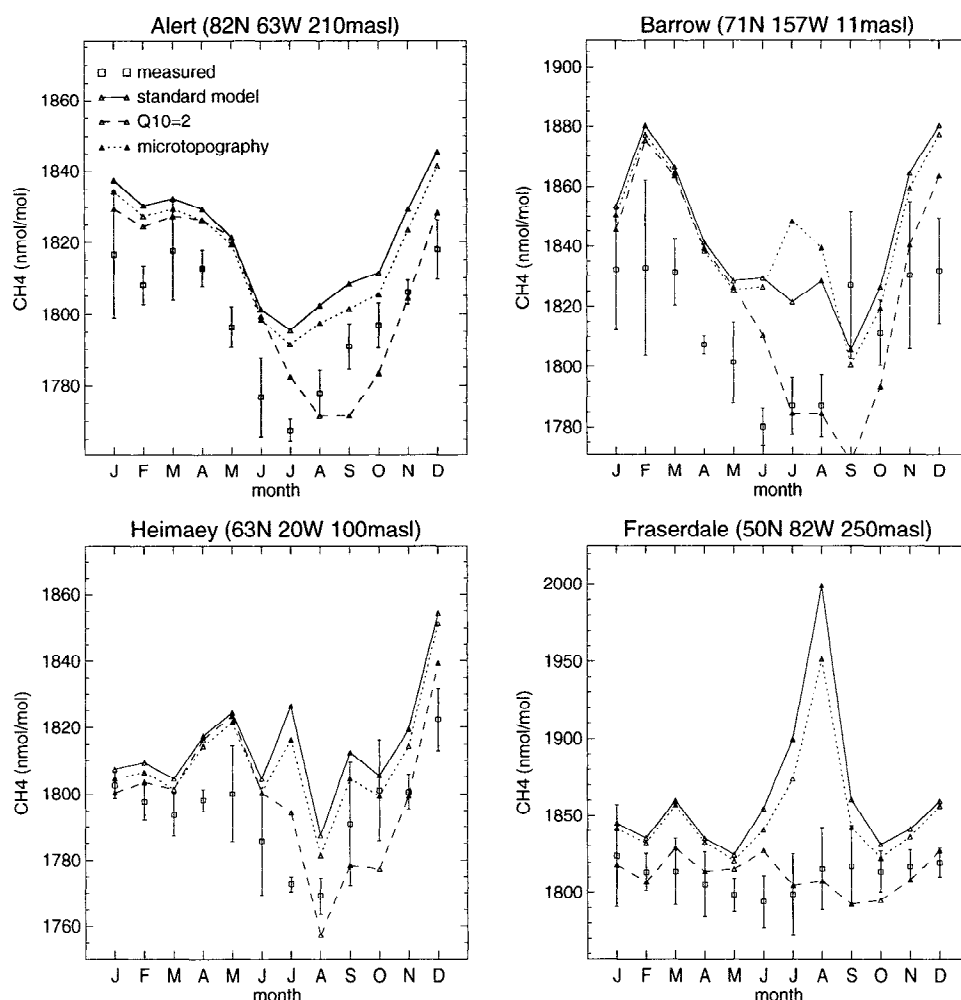 Alert (82N 63W 210masl)
measured
standard model
Q10=2
microtopography
CH4 (nmol/mol)
1860
1840
1820
1800
1780
J F M A M J J A S O N D
month
Barrow (71N 157W 11masl)
CH4 (nmol/mol)
1900
1880
1860
1840
1820
1800
1780
J F M A M J J A S O N D
month
Heimaey (63N 20W 100masl)
CH4 (nmol/mol)
1860
1840
1820
1800
1780
1760
J F M A M J J A S O N D
month
Fraserdale (50N 82W 250masl)
CH4 (nmol/mol)
2000
1950
1900
1850
1800
J F M A M J J A S O N D
month